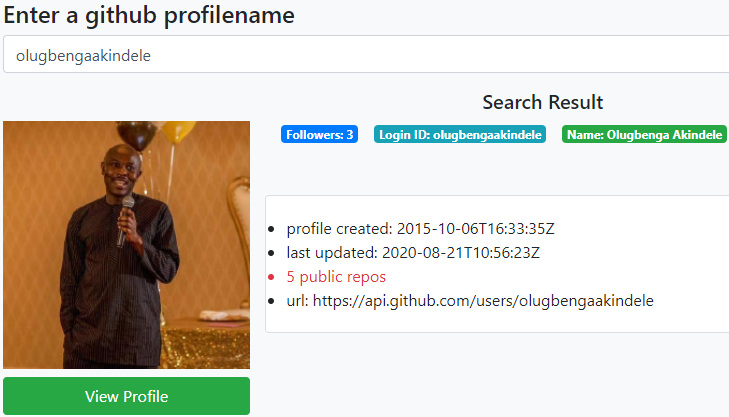 Enter a github profilename
olugbengaakindele
Search Result
Followers: 3 Login ID: olugbengaakindele Name: Olugbenga Akindele
profile created: 2015-10-06T16:33:35Z
last updated: 2020-08-21T10:56:23Z
5 public repos
url: https://api.github.com/users/olugbengaakindele
View Profile